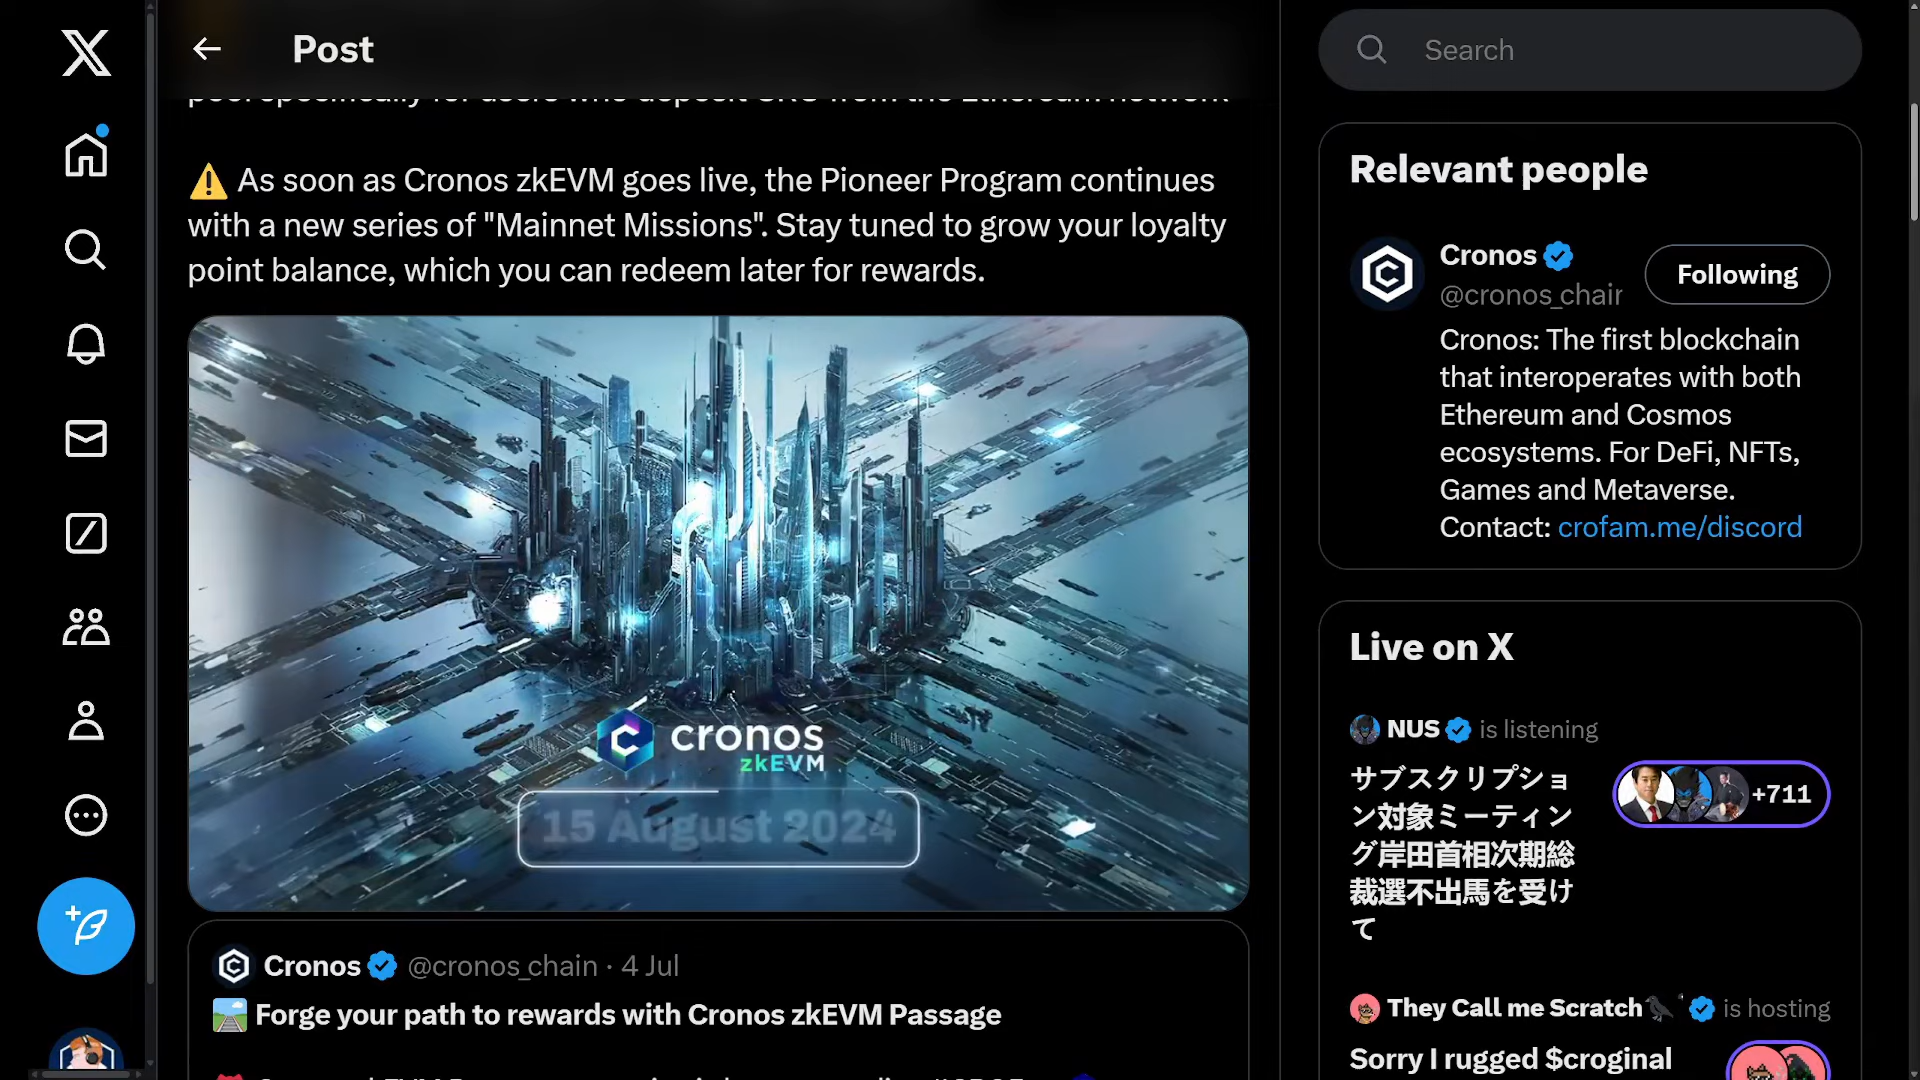 Post
Search
⚠️ As soon as Cronos zkEVM goes live, the Pioneer Program continues
with a new series of "Mainnet Missions". Stay tuned to grow your loyalty
point balance, which you can redeem later for rewards.
cronos
zkEVM
15 August 2024
Cronos @cronos_chain · 4 Jul
Forge your path to rewards with Cronos zkEVM Passage
Relevant people
Cronos
@cronos_chair
Following
Cronos: The first blockchain
that interoperates with both
Ethereum and Cosmos
ecosystems. For DeFi, NFTs,
Games and Metaverse.
Contact: crofam.me/discord
Live on X
NUS is listening
サブスクリプショ
ン対象ミーティン
グ岸田首相次期総
裁選不出馬を受け
て
+711
They Call me Scratch is hosting
Sorry I rugged $croginal